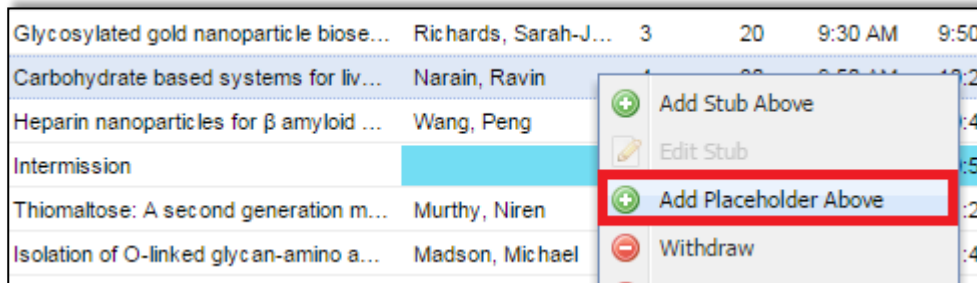 Glycosylated gold nanoparticle biose... Richards, Sarah-J... 3 20 9:30 AM 9:50
Carbohydrate based systems for liv... Narain, Ravin
Add Stub Above
Heparin nanoparticles for β amyloid ... Wang, Peng
Edit Stub
Intermission
Add Placeholder Above
Thiomaltose: A second generation m... Murthy, Niren
Withdraw
Isolation of O-linked glycan-amino a... Madson, Michael